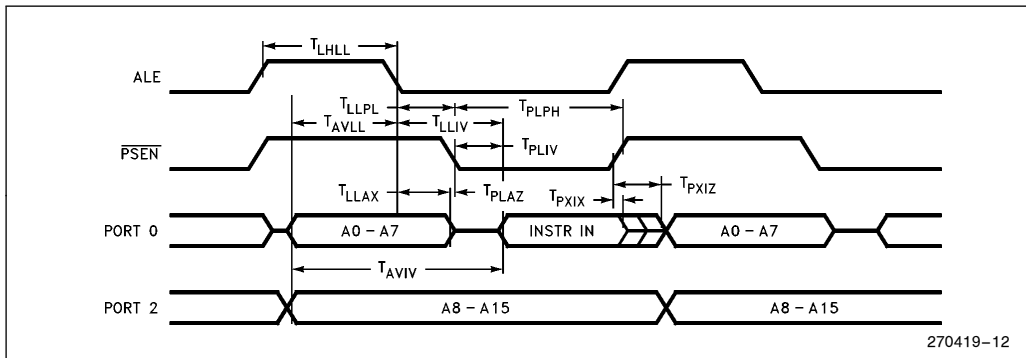 T_LHLL
ALE
T_LLPL T_PLPH
T_AVLL T_LLIV
PSEN
T_PLIV
T_LLAX T_PLAZ T_PXIX T_PXIZ
PORT 0 A0-A7 INSTR IN A0-A7
T_AVIV
PORT 2 A8-A15 A8-A15
270419-12